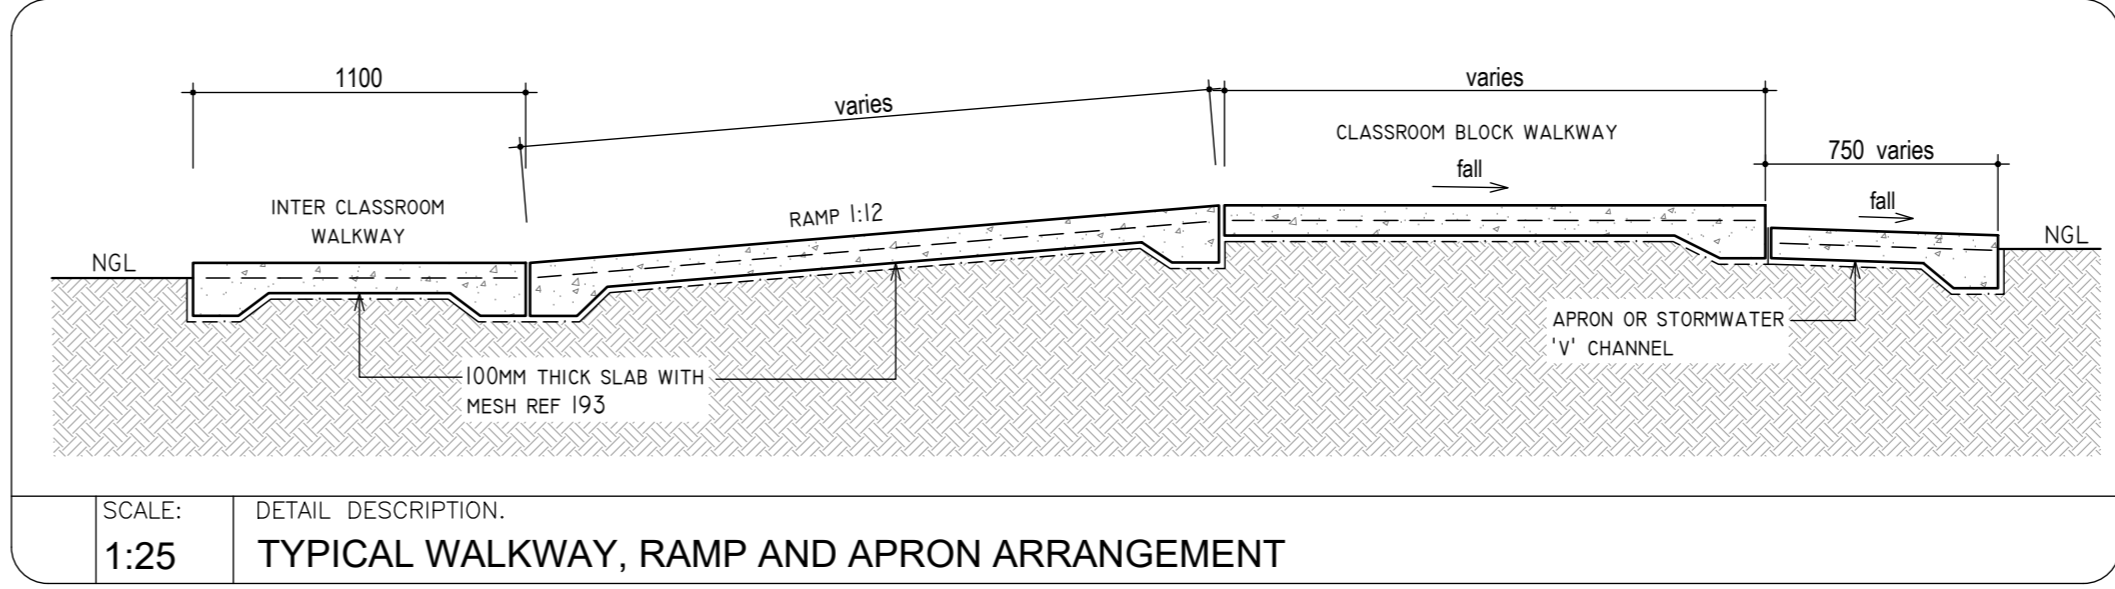 1100
varies
varies
CLASSROOM BLOCK WALKWAY
750 varies
fall
fall
INTER CLASSROOM
WALKWAY
RAMP 1:12
NGL
NGL
APRON OR STORMWATER
'V' CHANNEL
100MM THICK SLAB WITH
MESH REF 193
SCALE:
1:25
DETAIL DESCRIPTION.
TYPICAL WALKWAY, RAMP AND APRON ARRANGEMENT